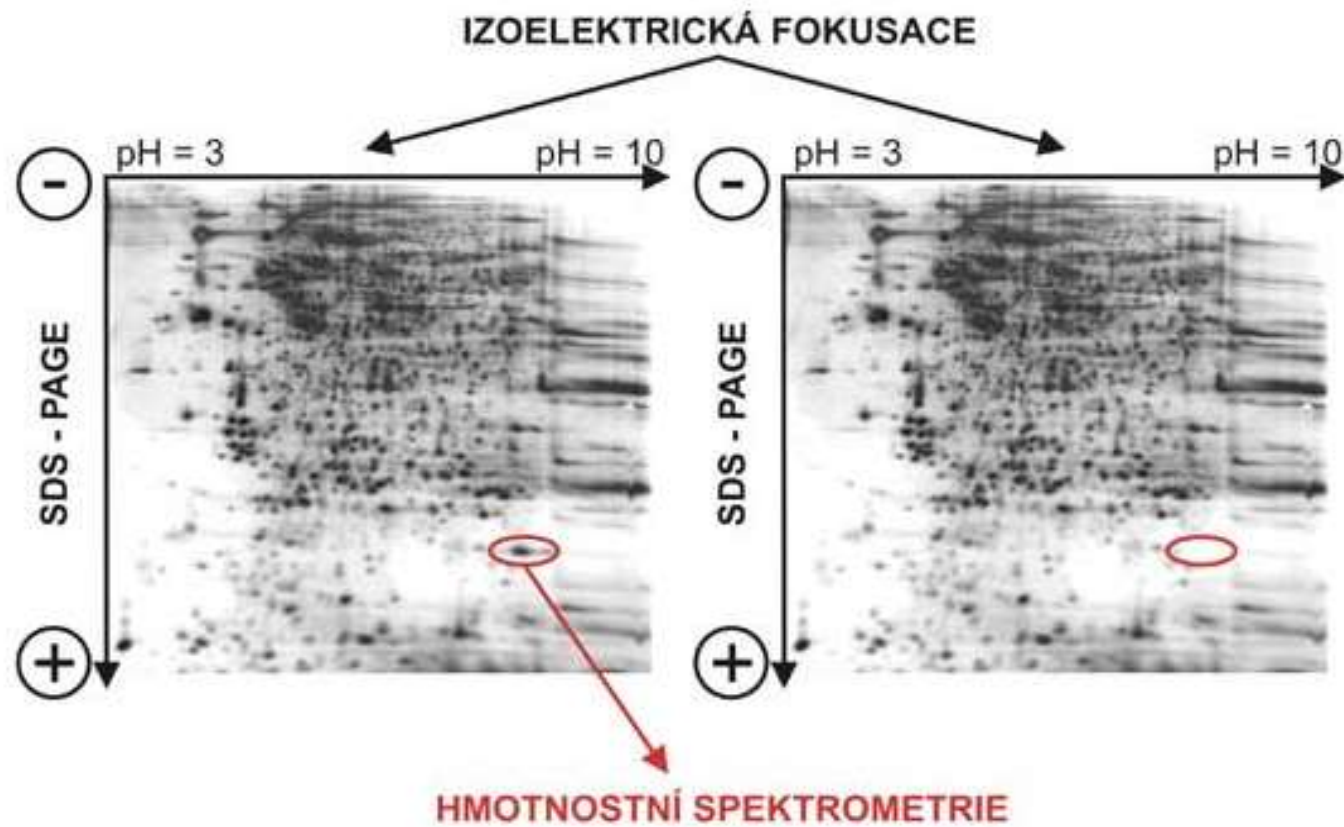 IZOELEKTRICKÁ FOKUSACE
pH = 3
pH = 10
pH = 3
pH = 10
-
-
SDS - PAGE
SDS - PAGE
+
+
HMOTNOSTNÍ SPEKTROMETRIE